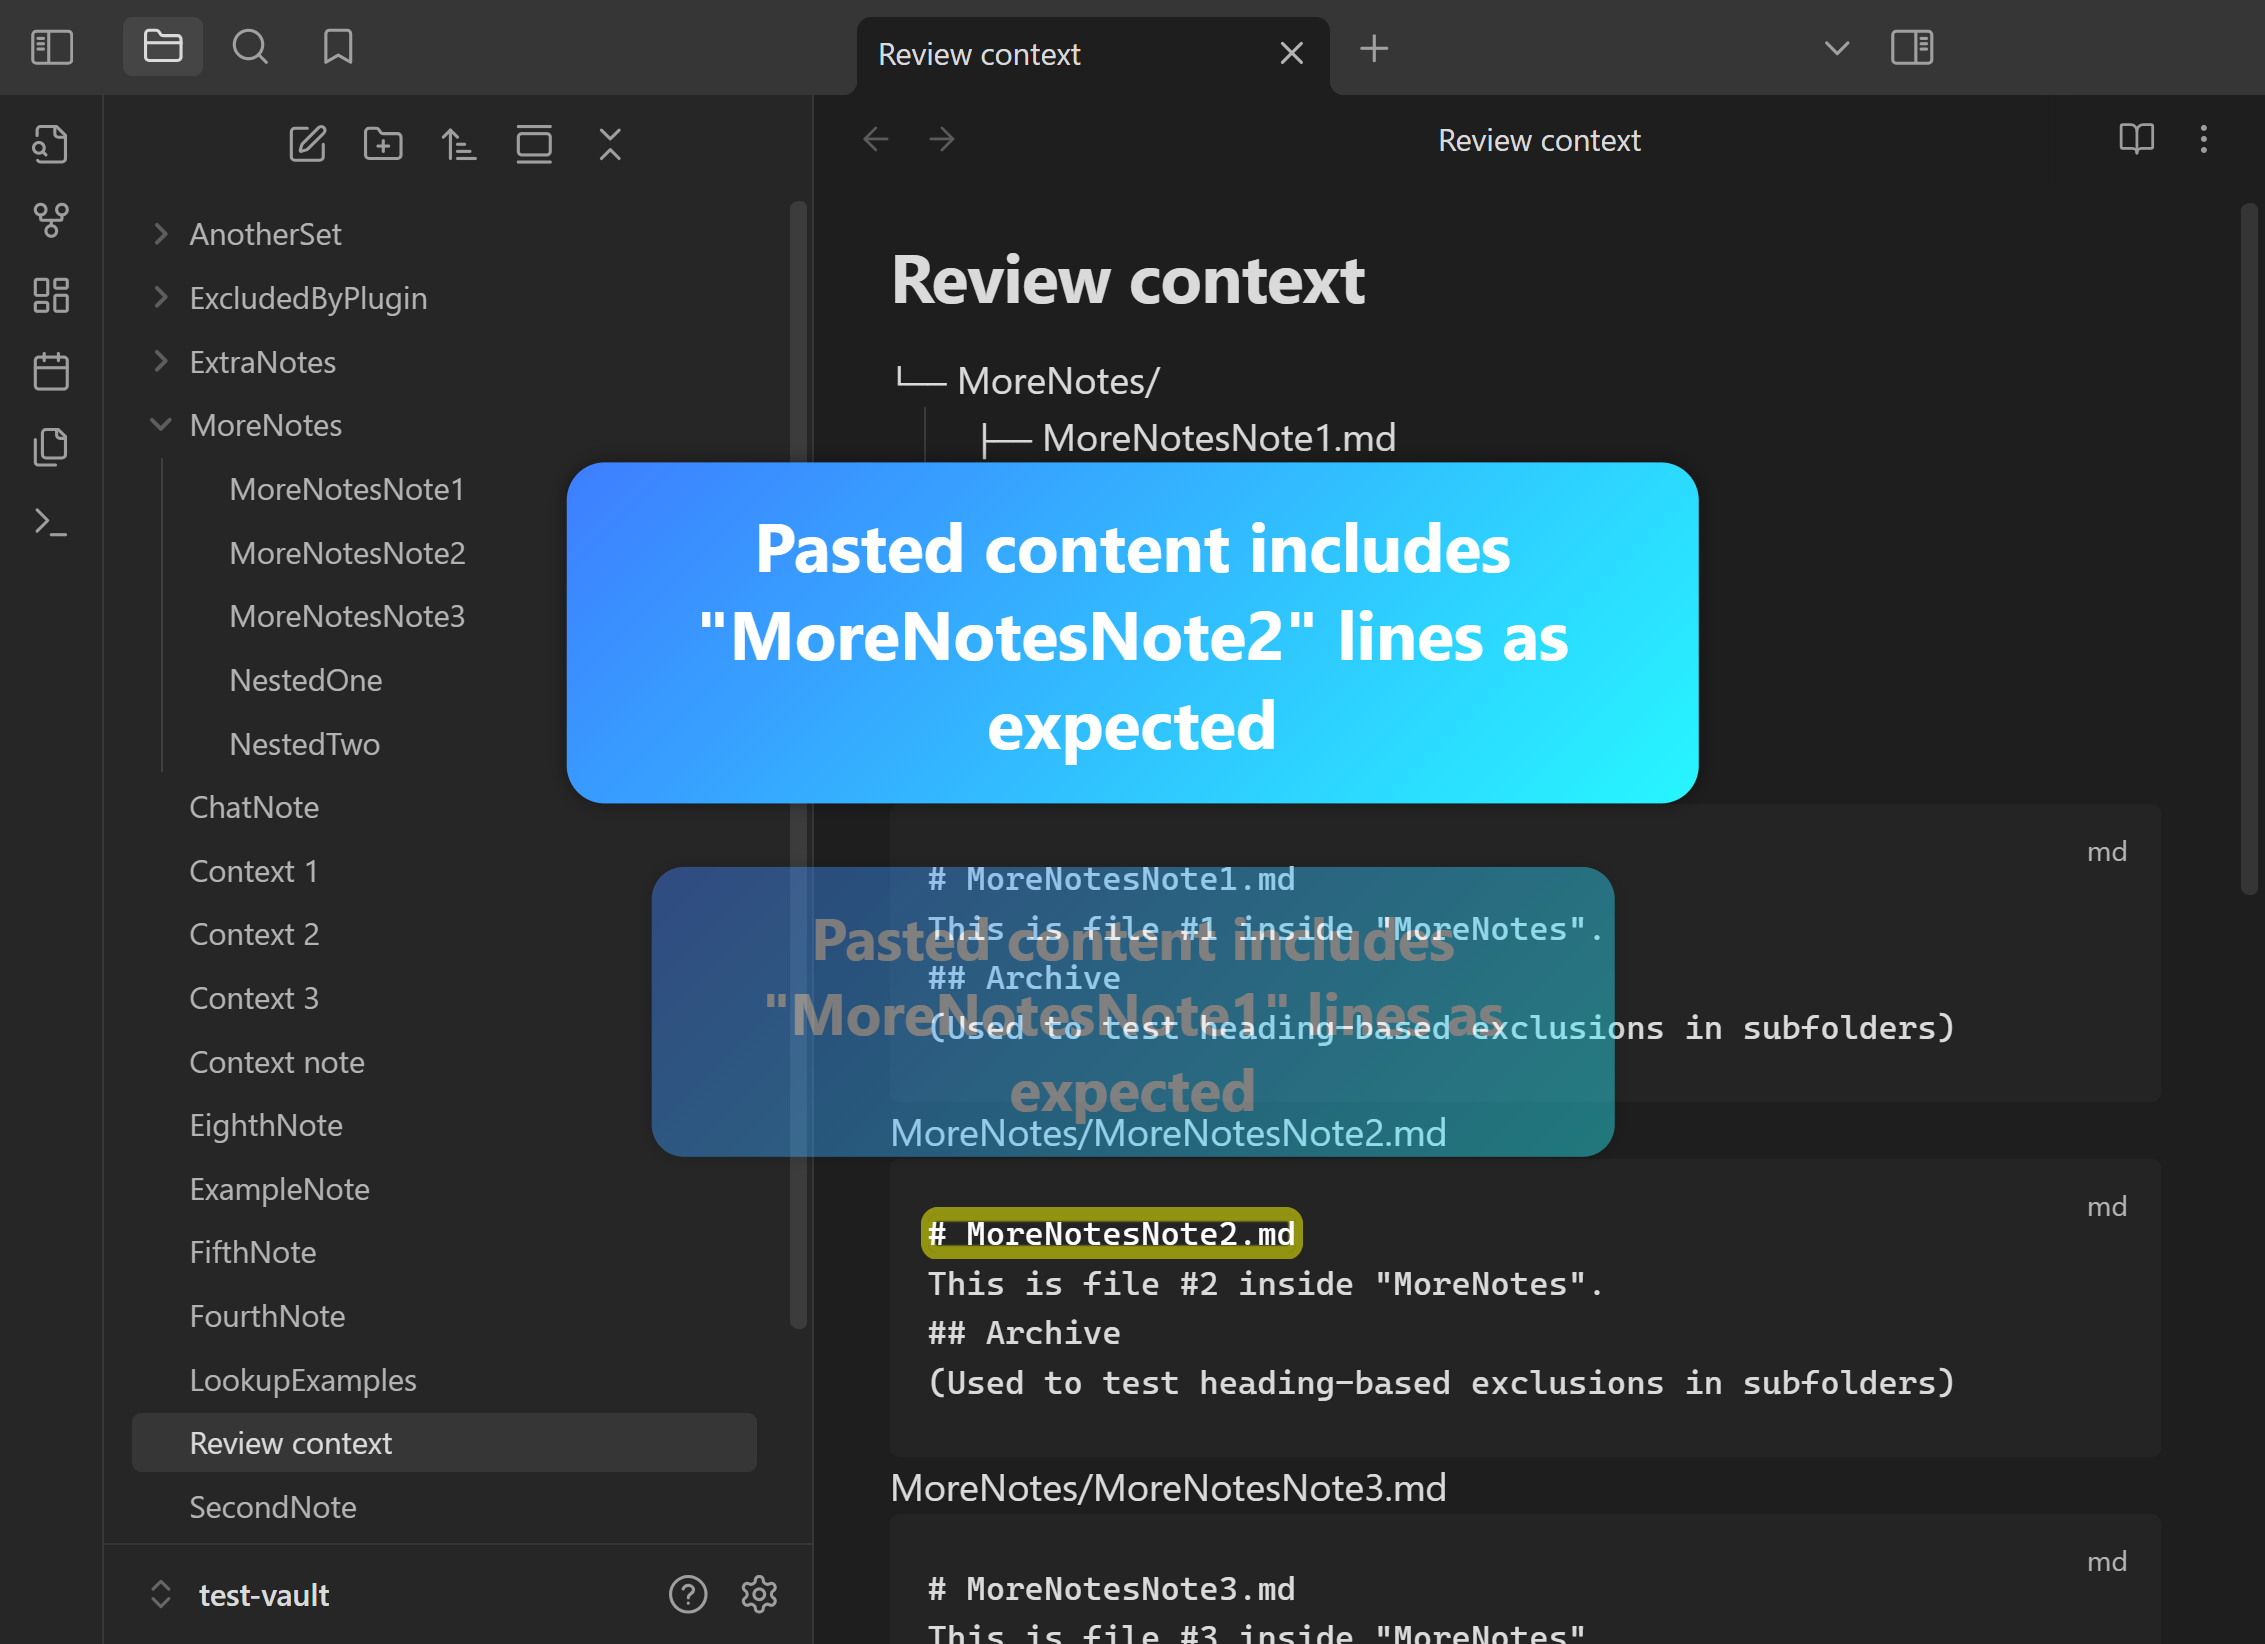 Review context
Review context
AnotherSet
ExcludedByPlugin
ExtraNotes
MoreNotes
MoreNotesNote1
MoreNotesNote2
MoreNotesNote3
NestedOne
NestedTwo
ChatNote
Context 1
Context 2
Context 3
Context note
EighthNote
ExampleNote
FifthNote
FourthNote
LookupExamples
Review context
SecondNote
test-vault
Review context
└── MoreNotes/
├── MoreNotesNote1.md
Pasted content includes
"MoreNotesNote2" lines as
expected
md
# MoreNotesNote1.md
This is file #1 inside "MoreNotes".
## Archive
(Used to test heading-based exclusions in subfolders)
Pasted content includes
"MoreNotesNote1" lines as
expected
MoreNotes/MoreNotesNote2.md
md
# MoreNotesNote2.md
This is file #2 inside "MoreNotes".
## Archive
(Used to test heading-based exclusions in subfolders)
MoreNotes/MoreNotesNote3.md
md
# MoreNotesNote3.md
This is file #3 inside "MoreNotes"